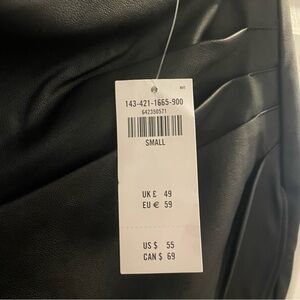 143-421-1665-900
642350571
SMALL
UK £ 49
EU € 59
US $ 55
CAN $ 69